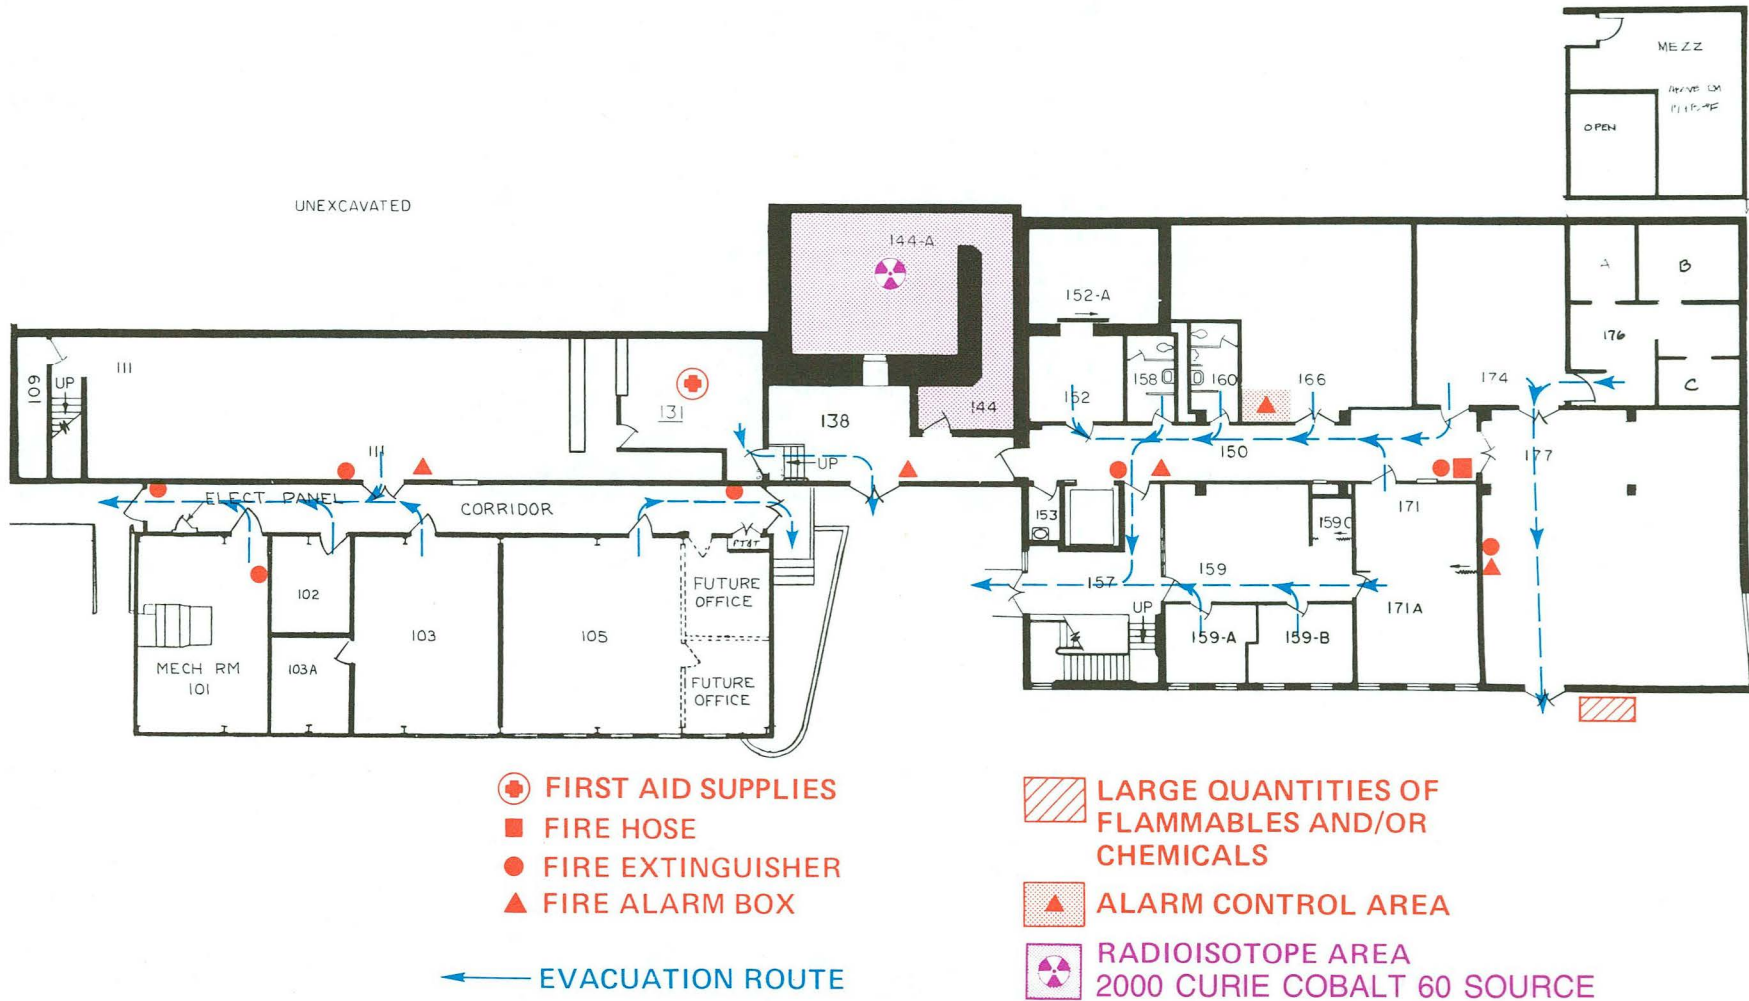 MEZZ
OPEN
UNEXCAVATED
144-A
A
B
152-A
176
109
UP
111
131
138
144
152
158
160
166
174
C
111
UP
150
177
ELECT PANEL
CORRIDOR
153
159C
171
102
103
105
FUTURE
OFFICE
157
159
UP
171A
MECH RM
101
103A
FUTURE
OFFICE
159-A
159-B
FIRST AID SUPPLIES
FIRE HOSE
FIRE EXTINGUISHER
FIRE ALARM BOX
EVACUATION ROUTE
LARGE QUANTITIES OF
FLAMMABLES AND/OR
CHEMICALS
ALARM CONTROL AREA
RADIOISOTOPE AREA
2000 CURIE COBALT 60 SOURCE